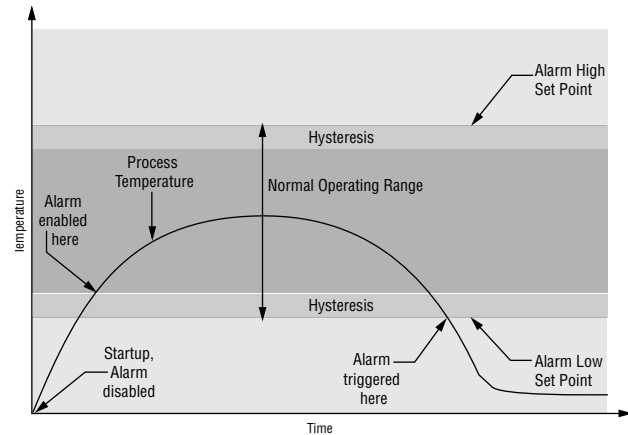 Alarm High
Set Point
Hysteresis
Process
Temperature
Normal Operating Range
Alarm
enabled
here
Temperature
Hysteresis
Startup,
Alarm
disabled
Alarm
triggered
here
Alarm Low
Set Point
Time